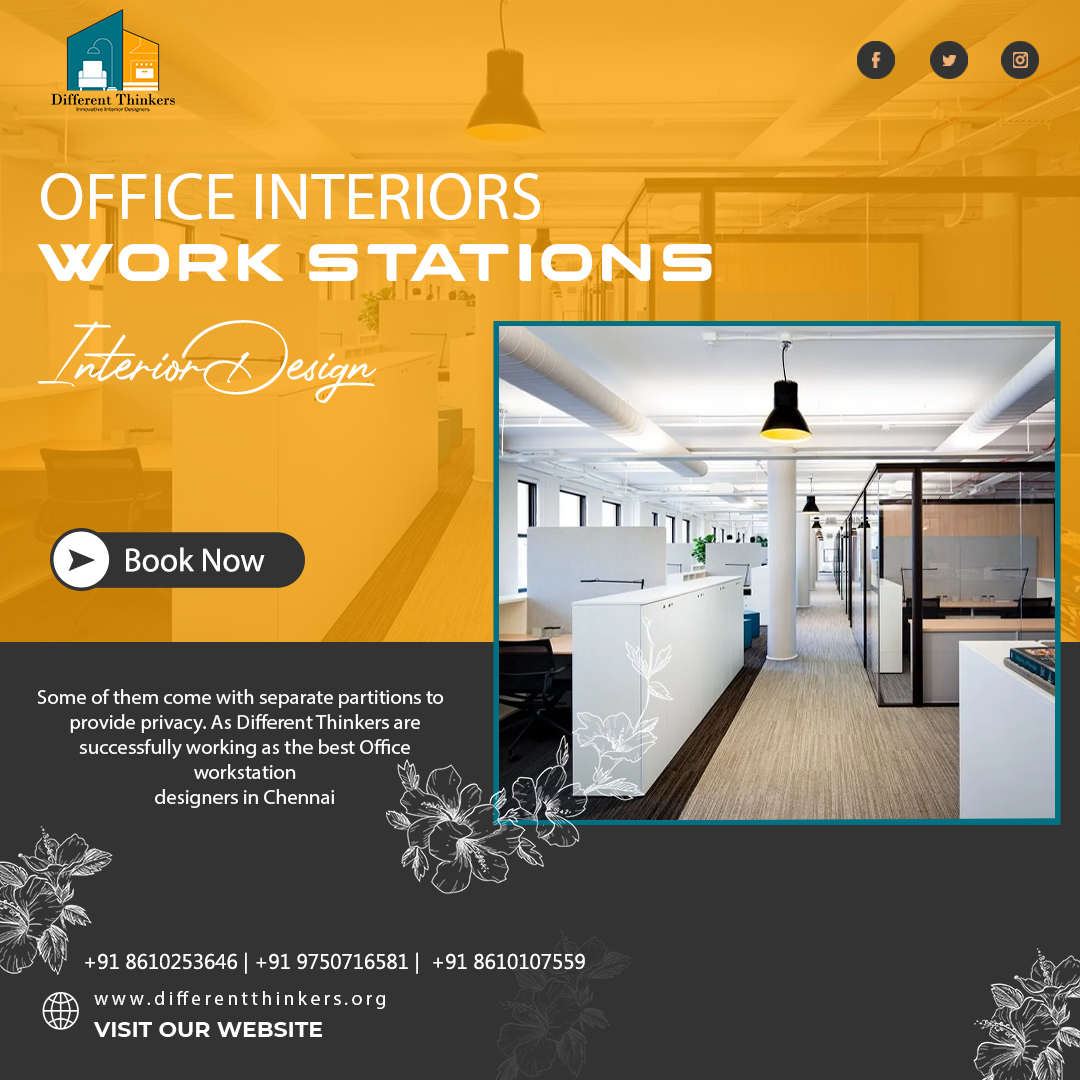 Different Thinkers
Innovative Interior Designers
OFFICE INTERIORS
WORK STATIONS
Interior Design
Book Now
Some of them come with separate partitions to
provide privacy. As Different Thinkers are
successfully working as the best Office
workstation
designers in Chennai
+91 8610253646 | +91 9750716581 | +91 8610107559
www.differentthinkers.org
VISIT OUR WEBSITE